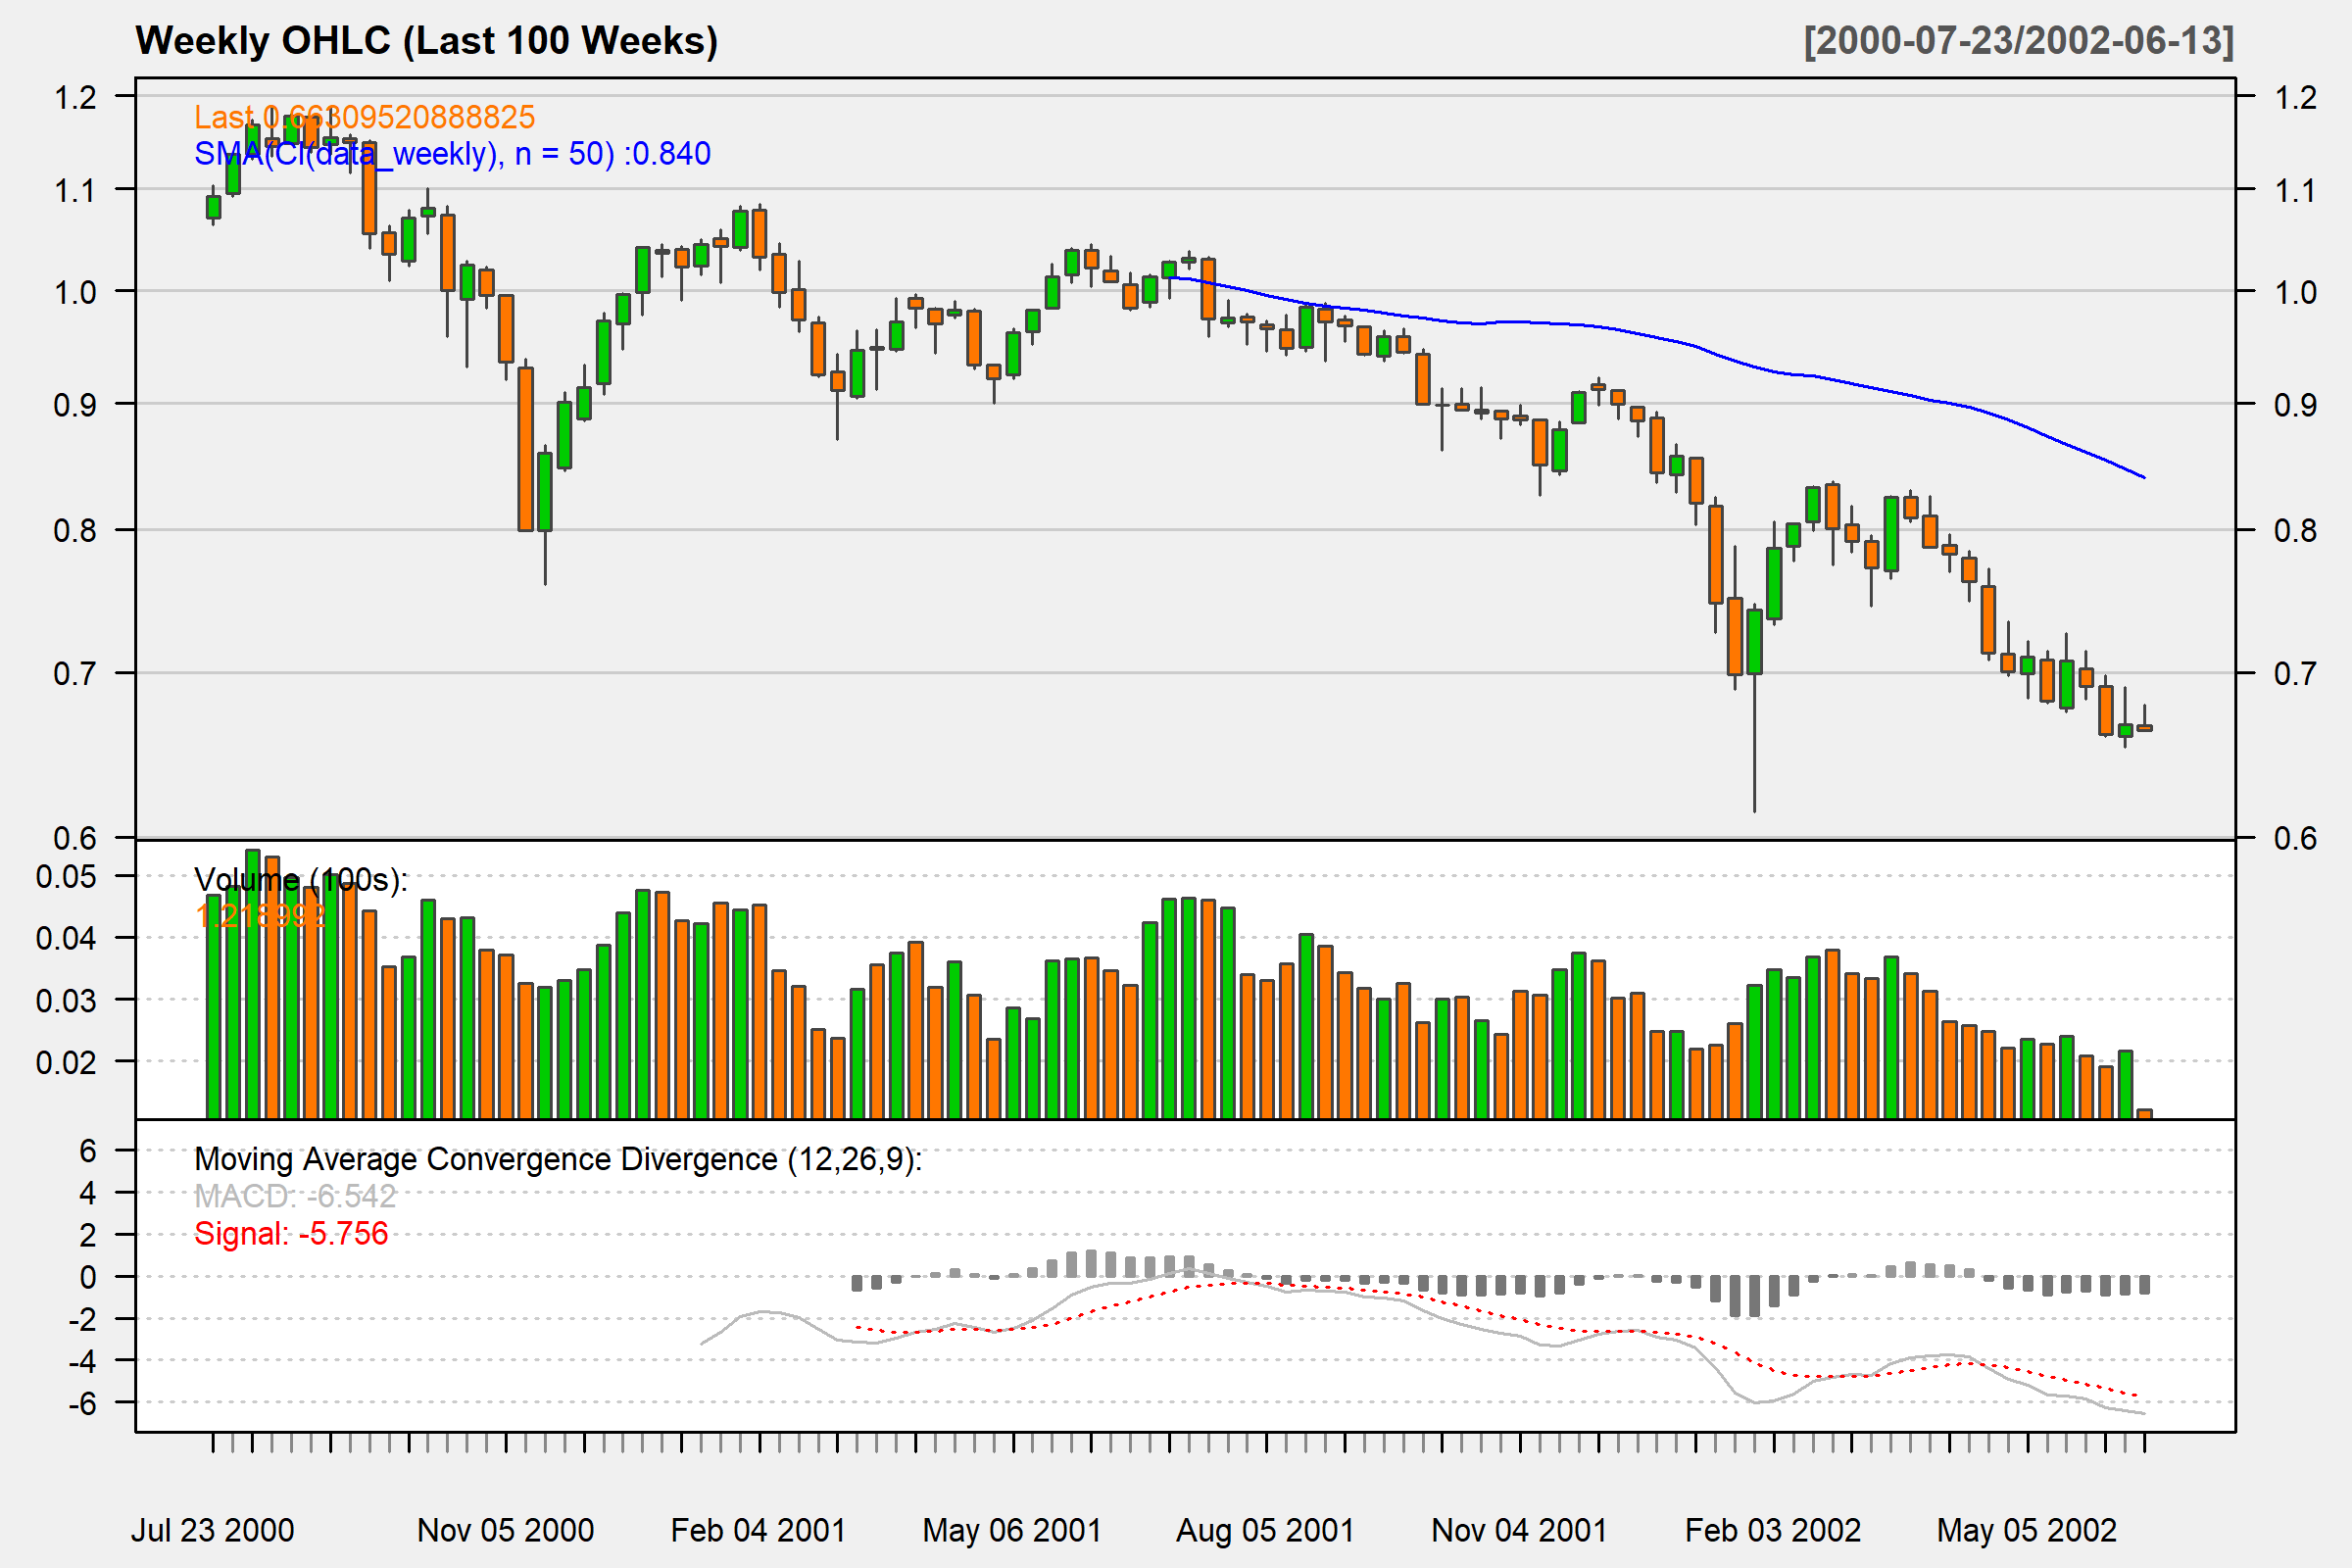 Weekly OHLC (Last 100 Weeks)
[2000-07-23/2002-06-13]
Last 0.66309520888825
SMA(Cl(data_weekly), n = 50) :0.840
1.2
1.1
1.0
0.9
0.8
0.7
0.6
1.2
1.1
1.0
0.9
0.8
0.7
0.6
Volume (100s):
1.218992
0.05
0.04
0.03
0.02
Moving Average Convergence Divergence (12,26,9):
MACD: -6.542
Signal: -5.756
6
4
2
0
-2
-4
-6
Jul 23 2000
Nov 05 2000
Feb 04 2001
May 06 2001
Aug 05 2001
Nov 04 2001
Feb 03 2002
May 05 2002